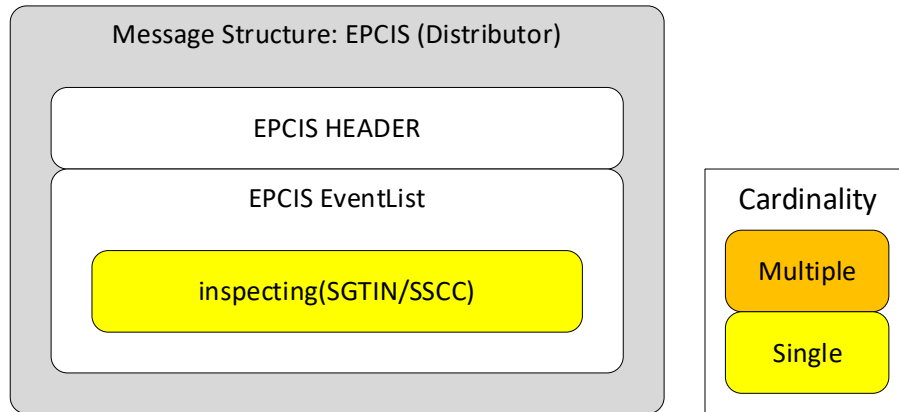 Message Structure: EPCIS (Distributor)
EPCIS HEADER
EPCIS EventList
inspecting(SGTIN/SSCC)
Cardinality
Multiple
Single